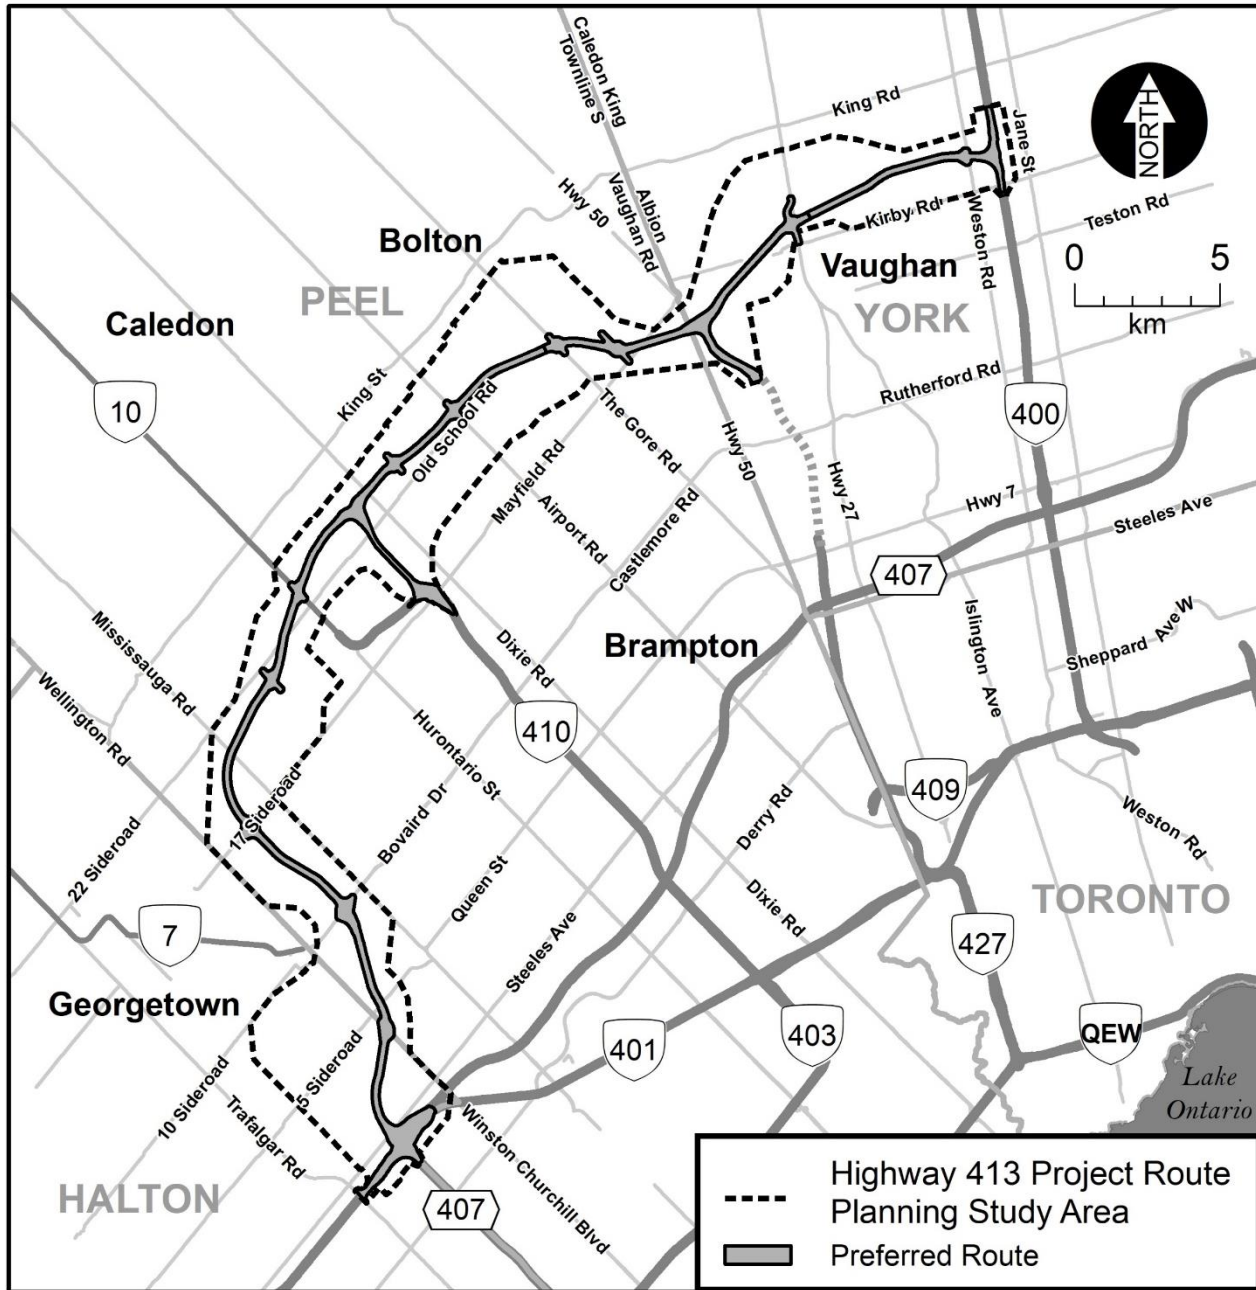 Caledon King
Townline S
King Rd
Jane St
NORTH
Hwy 50
Albion
Vaughan Rd
Kirby Rd
Weston Rd
Teston Rd
Bolton
PEEL
Vaughan
YORK
0 5
km
Caledon
10
King St
Old School Rd
The Gore Rd
Rutherford Rd
400
Mayfield Rd
Airport Rd
Hwy 50
Castlemore Rd
Hwy 27
Hwy 7
Steeles Ave
407
Mississauga Rd
Wellington Rd
Dixie Rd
Brampton
Islington Ave
Sheppard Ave W
410
Hurontario St
17 Sideroad
Bovaird Dr
22 Sideroad
Queen St
Derry Rd
409
Weston Rd
Dixie Rd
TORONTO
7
Steeles Ave
427
Georgetown
5 Sideroad
10 Sideroad
401
403
QEW
Lake
Ontario
Trafalgar Rd
Winston Churchill Blvd
HALTON
407
Highway 413 Project Route
Planning Study Area
Preferred Route